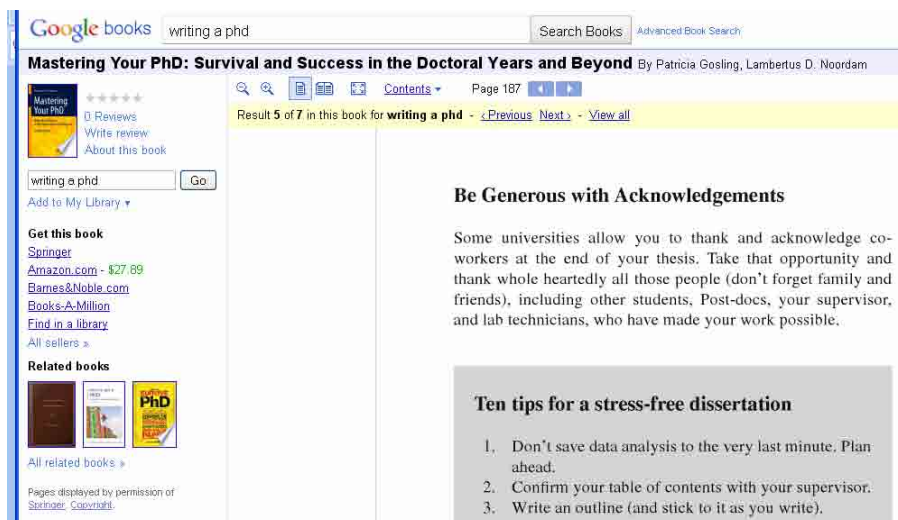 Google books writing a phd Search Books Advanced Book Search
Mastering Your PhD: Survival and Success in the Doctoral Years and Beyond By Patricia Gosling, Lambertus D. Noordam
Contents Page 187
Result 5 of 7 in this book for writing a phd - ‹ Previous Next › - View all
Mastering
Your PhD
0 Reviews
Write review
About this book
writing a phd Go
Add to My Library ▾
Get this book
Springer
Amazon.com - $27.89
Barnes&Noble.com
Books-A-Million
Find in a library
All sellers »
Related books
PhD
All related books »
Pages displayed by permission of
Springer. Copyright.
Be Generous with Acknowledgements
Some universities allow you to thank and acknowledge co-
workers at the end of your thesis. Take that opportunity and
thank whole heartedly all those people (don't forget family and
friends), including other students, Post-docs, your supervisor,
and lab technicians, who have made your work possible.
Ten tips for a stress-free dissertation
1. Don't save data analysis to the very last minute. Plan
ahead.
2. Confirm your table of contents with your supervisor.
3. Write an outline (and stick to it as you write).